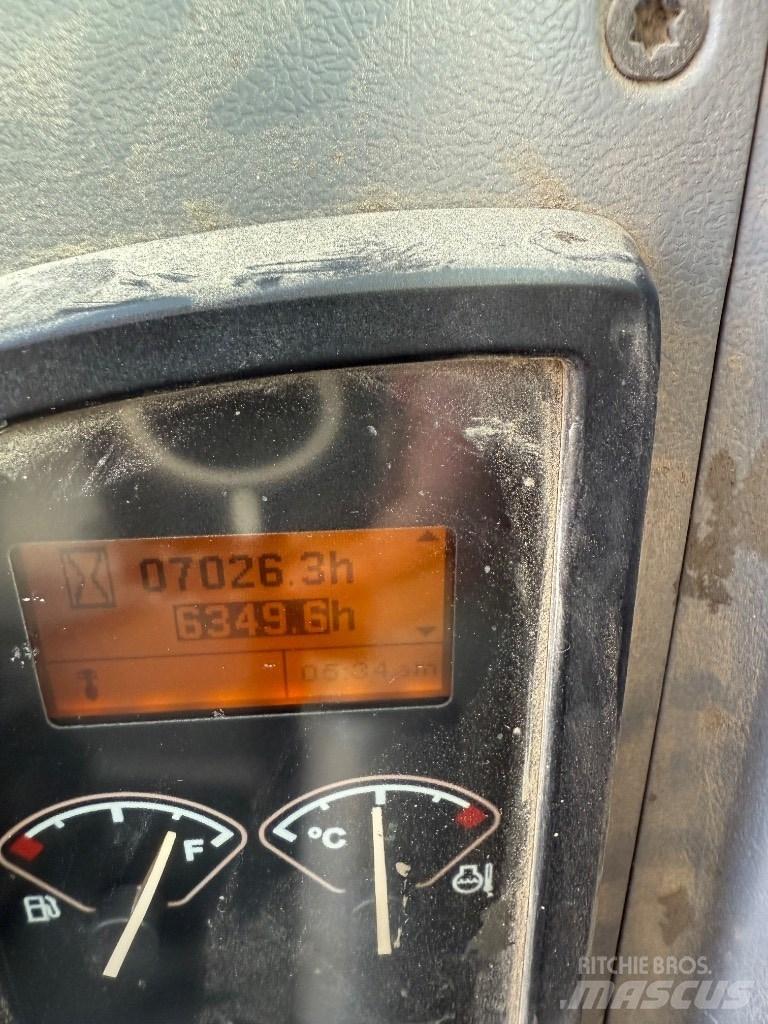 07026.3h
6349.6h
F
°C
RITCHIE BROS.
MASCUS